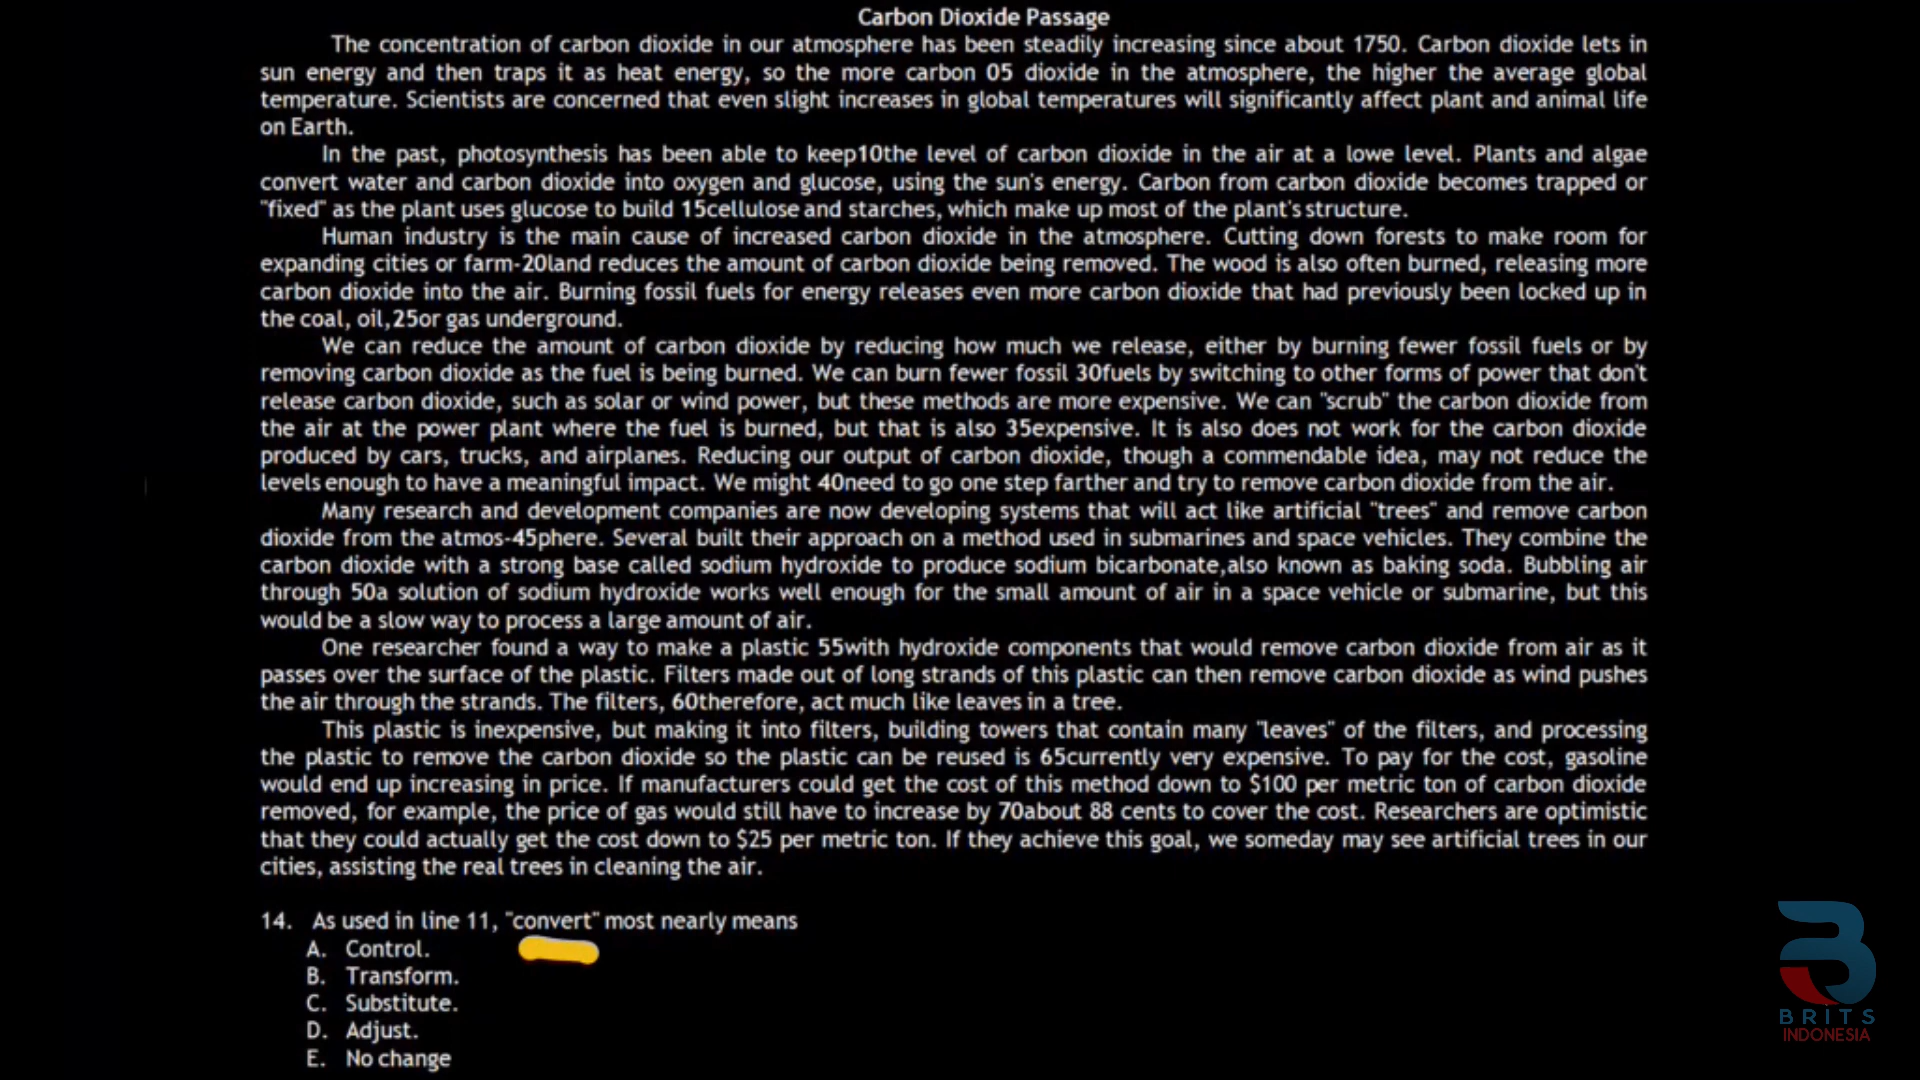 Carbon Dioxide Passage
The concentration of carbon dioxide in our atmosphere has been steadily increasing since about 1750. Carbon dioxide lets in
sun energy and then traps it as heat energy, so the more carbon 05 dioxide in the atmosphere, the higher the average global
temperature. Scientists are concerned that even slight increases in global temperatures will significantly affect plant and animal life
on Earth.
In the past, photosynthesis has been able to keep10the level of carbon dioxide in the air at a lowe level. Plants and algae
convert water and carbon dioxide into oxygen and glucose, using the sun's energy. Carbon from carbon dioxide becomes trapped or
"fixed" as the plant uses glucose to build 15cellulose and starches, which make up most of the plant's structure.
Human industry is the main cause of increased carbon dioxide in the atmosphere. Cutting down forests to make room for
expanding cities or farm-20land reduces the amount of carbon dioxide being removed. The wood is also often burned, releasing more
carbon dioxide into the air. Burning fossil fuels for energy releases even more carbon dioxide that had previously been locked up in
the coal, oil,25or gas underground.
We can reduce the amount of carbon dioxide by reducing how much we release, either by burning fewer fossil fuels or by
removing carbon dioxide as the fuel is being burned. We can burn fewer fossil 30fuels by switching to other forms of power that don't
release carbon dioxide, such as solar or wind power, but these methods are more expensive. We can "scrub" the carbon dioxide from
the air at the power plant where the fuel is burned, but that is also 35expensive. It is also does not work for the carbon dioxide
produced by cars, trucks, and airplanes. Reducing our output of carbon dioxide, though a commendable idea, may not reduce the
levels enough to have a meaningful impact. We might 40need to go one step farther and try to remove carbon dioxide from the air.
Many research and development companies are now developing systems that will act like artificial "trees" and remove carbon
dioxide from the atmos-45phere. Several built their approach on a method used in submarines and space vehicles. They combine the
carbon dioxide with a strong base called sodium hydroxide to produce sodium bicarbonate,also known as baking soda. Bubbling air
through 50a solution of sodium hydroxide works well enough for the small amount of air in a space vehicle or submarine, but this
would be a slow way to process a large amount of air.
One researcher found a way to make a plastic 55with hydroxide components that would remove carbon dioxide from air as it
passes over the surface of the plastic. Filters made out of long strands of this plastic can then remove carbon dioxide as wind pushes
the air through the strands. The filters, 60therefore, act much like leaves in a tree.
This plastic is inexpensive, but making it into filters, building towers that contain many "leaves" of the filters, and processing
the plastic to remove the carbon dioxide so the plastic can be reused is 65currently very expensive. To pay for the cost, gasoline
would end up increasing in price. If manufacturers could get the cost of this method down to $100 per metric ton of carbon dioxide
removed, for example, the price of gas would still have to increase by 70about 88 cents to cover the cost. Researchers are optimistic
that they could actually get the cost down to $25 per metric ton. If they achieve this goal, we someday may see artificial trees in our
cities, assisting the real trees in cleaning the air.
14. As used in line 11, "convert" most nearly means
A. Control.
B. Transform.
C. Substitute.
D. Adjust.
E. No change
BRITS
INDONESIA